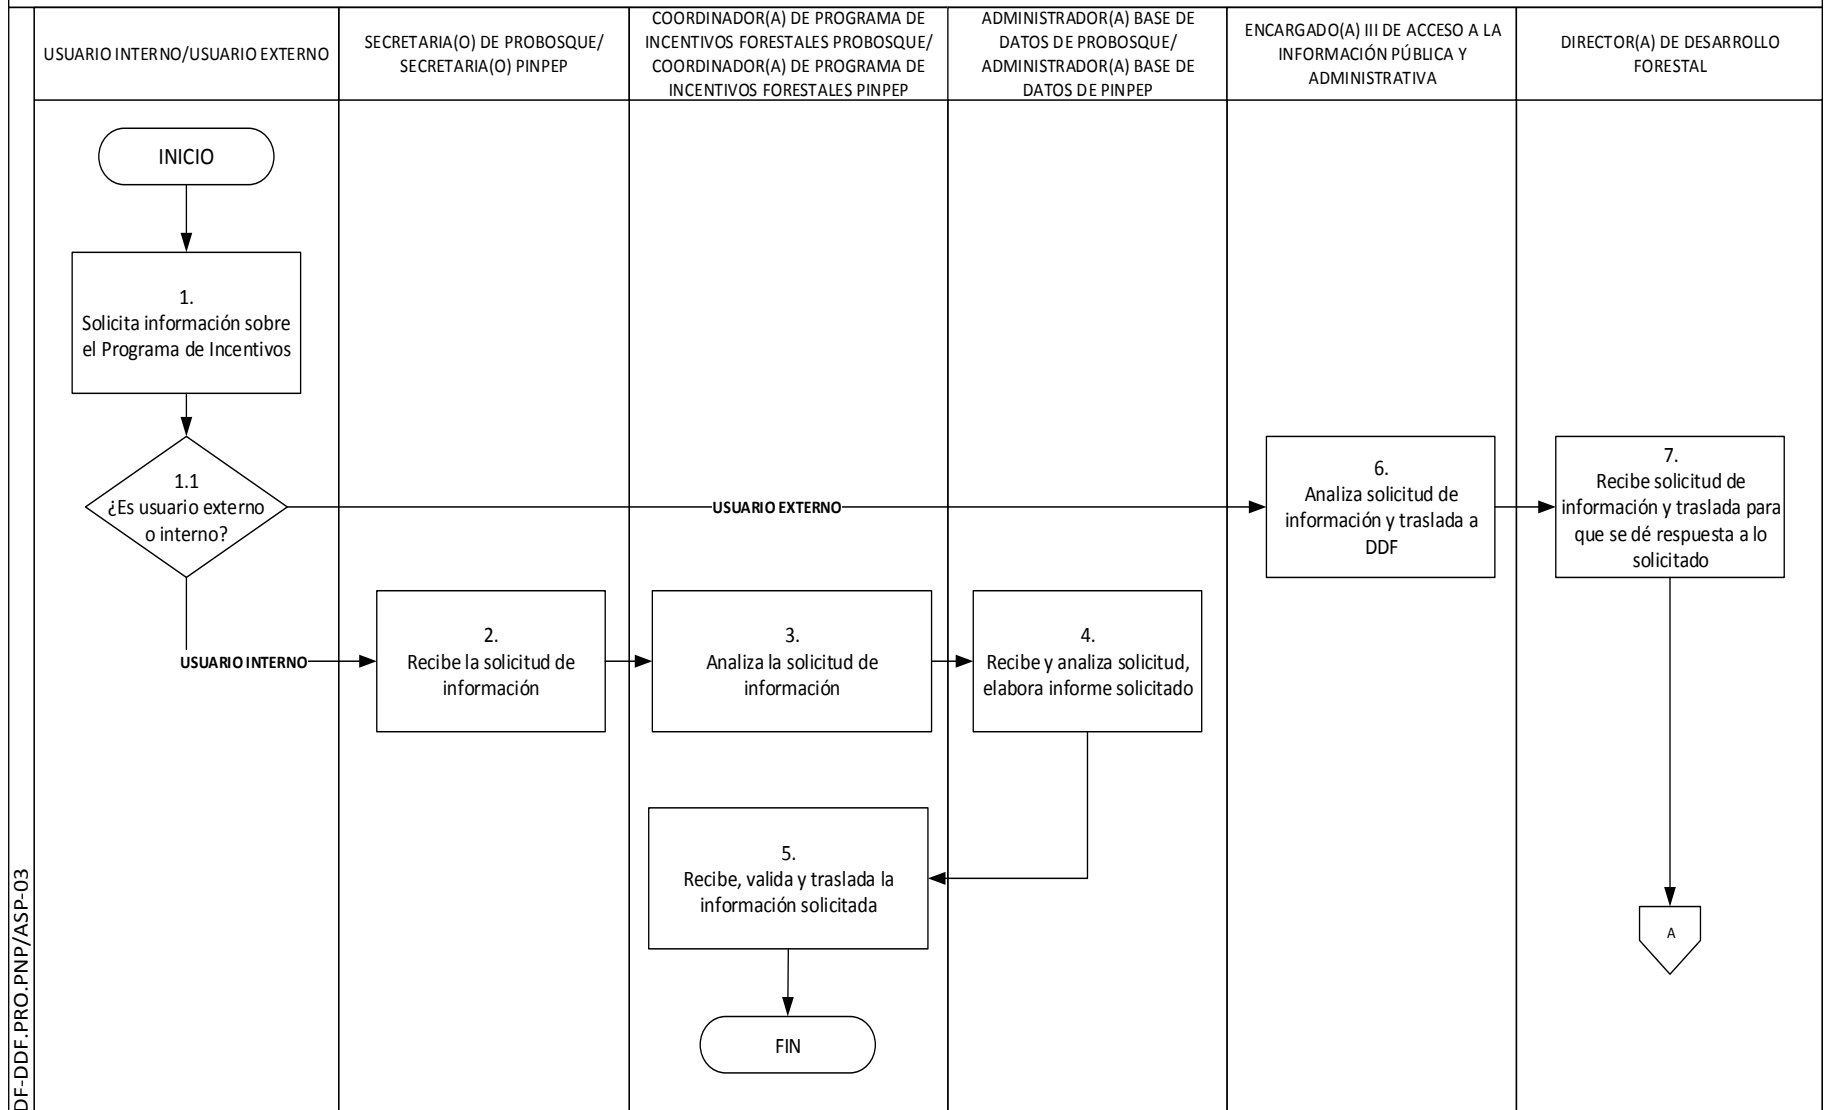 USUARIO INTERNO/USUARIO EXTERNO
SECRETARIA(O) DE PROBOSQUE/
SECRETARIA(O) PINPEP
COORDINADOR(A) DE PROGRAMA DE
INCENTIVOS FORESTALES PROBOSQUE/
COORDINADOR(A) DE PROGRAMA DE
INCENTIVOS FORESTALES PINPEP
ADMINISTRADOR(A) BASE DE
DATOS DE PROBOSQUE/
ADMINISTRADOR(A) BASE DE
DATOS DE PINPEP
ENCARGADO(A) III DE ACCESO A LA
INFORMACIÓN PÚBLICA Y
ADMINISTRATIVA
DIRECTOR(A) DE DESARROLLO
FORESTAL
INICIO
1.
Solicita información sobre
el Programa de Incentivos
1.1
¿Es usuario externo
o interno?
USUARIO EXTERNO
6.
Analiza solicitud de
información y traslada a
DDF
7.
Recibe solicitud de
información y traslada para
que se dé respuesta a lo
solicitado
USUARIO INTERNO
2.
Recibe la solicitud de
información
3.
Analiza la solicitud de
información
4.
Recibe y analiza solicitud,
elabora informe solicitado
5.
Recibe, valida y traslada la
información solicitada
A
FIN
DF-DDF.PRO.PNP/ASP-03